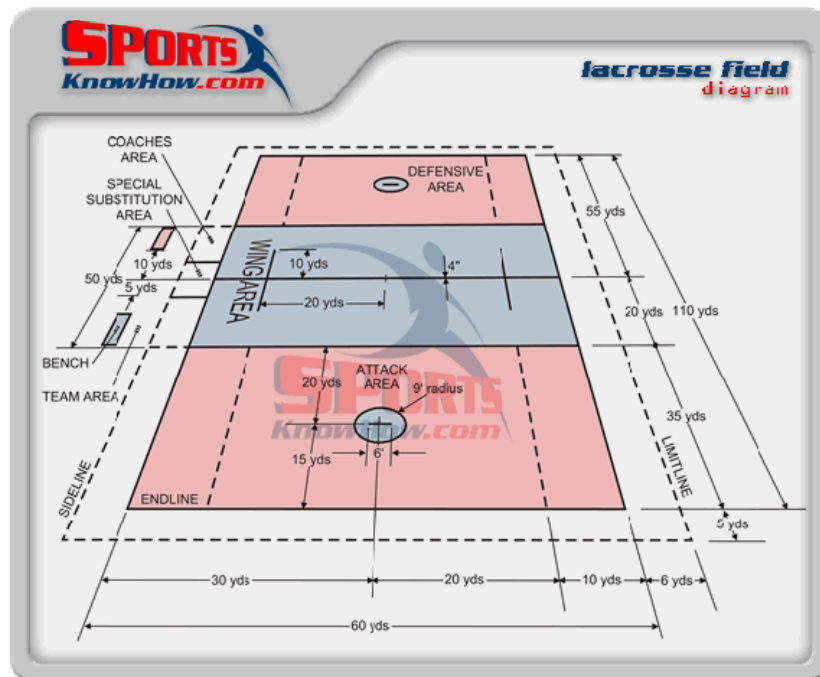 SPORTS
KnowHow.com
lacrosse field
diagram
COACHES
AREA
SPECIAL
SUBSTITUTION
AREA
DEFENSIVE
AREA
55 yds
WING AREA
10 yds
10 yds
4"
50 yds
5 yds
20 yds
20 yds
110 yds
BENCH
TEAM AREA
ATTACK
AREA
20 yds
9' radius
SPORTS
KnowHow.com
35 yds
15 yds
6'
SIDELINE
LIMITLINE
ENDLINE
5 yds
30 yds
20 yds
10 yds
6 yds
60 yds